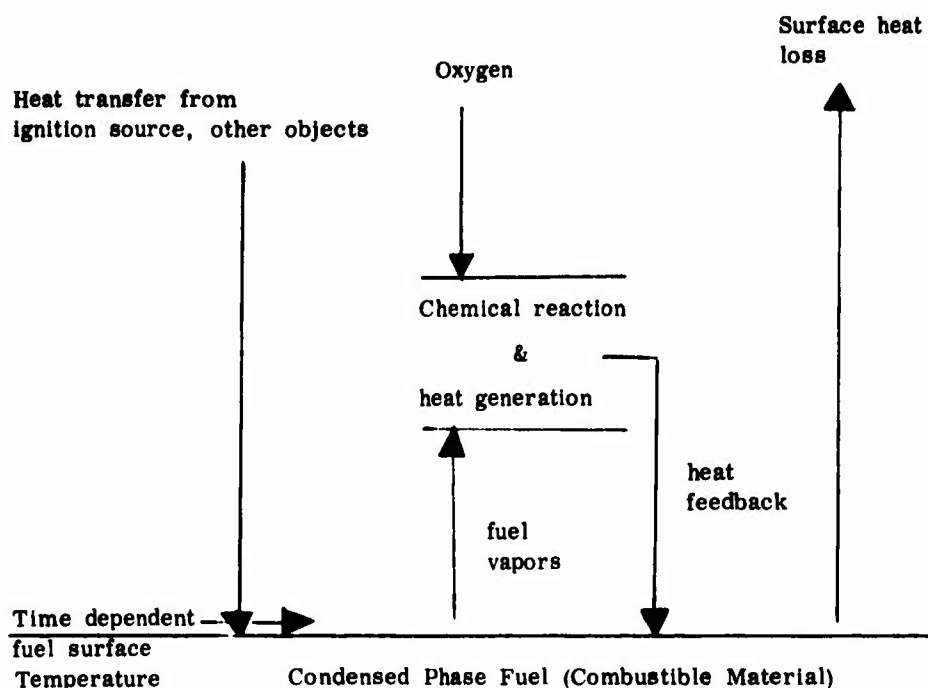 Surface heat
loss
Oxygen
Heat transfer from
ignition source, other objects
Chemical reaction
&
heat generation
heat
feedback
fuel
vapors
Time dependent
fuel surface
Temperature
Condensed Phase Fuel (Combustible Material)